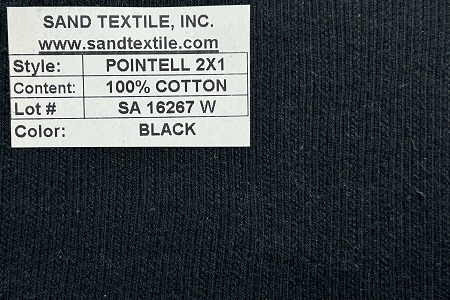 SAND TEXTILE, INC.
www.sandtextile.com
Style: POINTELL 2X1
Content: 100% COTTON
Lot # SA 16267 W
Color: BLACK